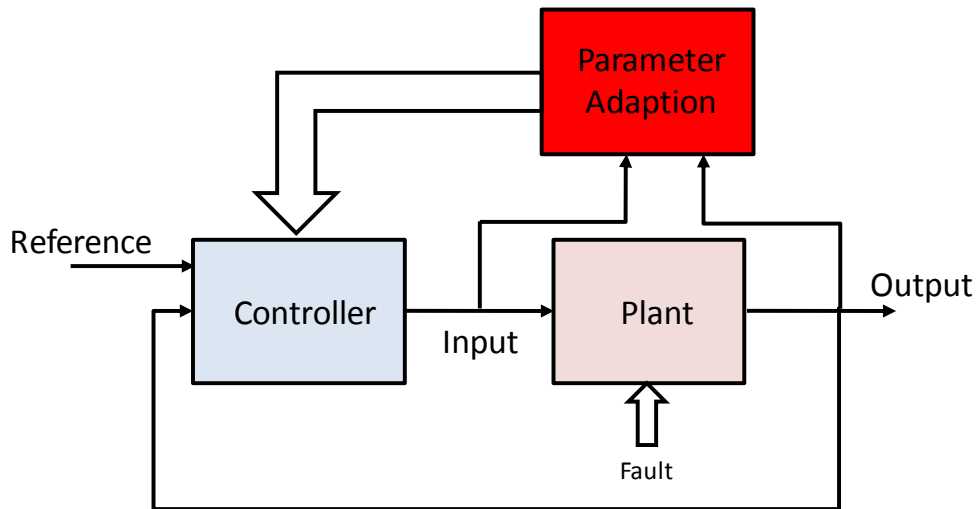 Parameter
Adaption
Reference
Controller
Input
Plant
Output
Fault